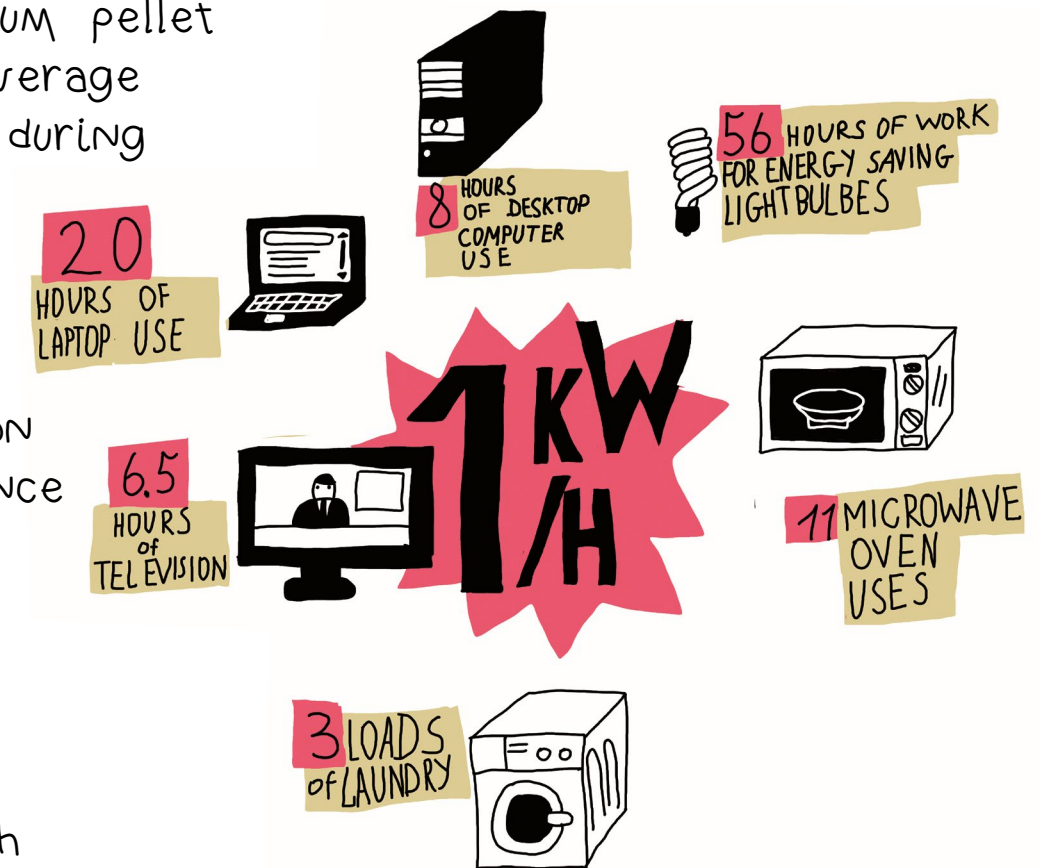 UM pellet
verage
during
8 HOURS
OF DESKTOP
COMPUTER
USE
56 HOURS OF WORK
FOR ENERGY SAVING
LIGHTBULBES
20
HOURS OF
LAPTOP USE
1 KW
/H
ON
NCE
6.5
HOURS
of
TELEVISION
11 MICROWAVE
OVEN
USES
3 LOADS
of LAUNDRY
h